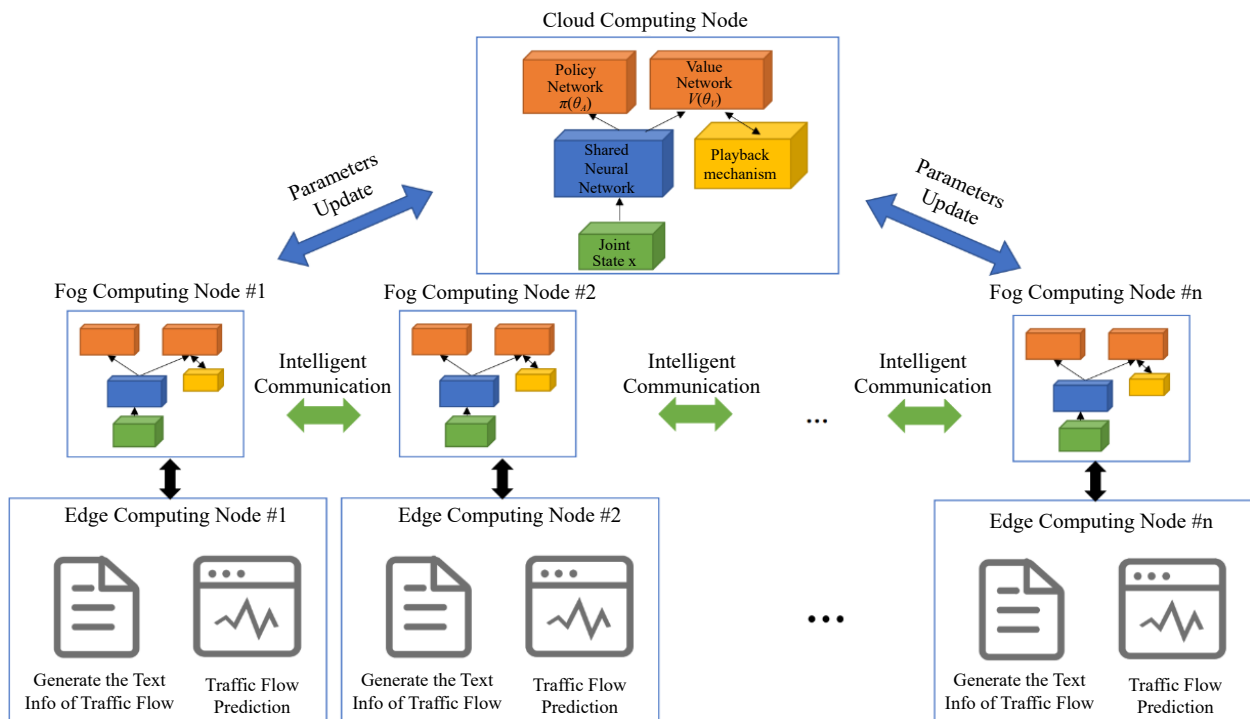 Cloud Computing Node
Policy
Network
π(θ_A)
Value
Network
V(θ_V)
Shared
Neural
Network
Playback
mechanism
Joint
State x
Parameters
Update
Parameters
Update
Fog Computing Node #1
Fog Computing Node #2
Fog Computing Node #n
Intelligent
Communication
Intelligent
Communication
...
Intelligent
Communication
Edge Computing Node #1
Edge Computing Node #2
Edge Computing Node #n
Generate the Text
Info of Traffic Flow
Traffic Flow
Prediction
Generate the Text
Info of Traffic Flow
Traffic Flow
Prediction
...
Generate the Text
Info of Traffic Flow
Traffic Flow
Prediction